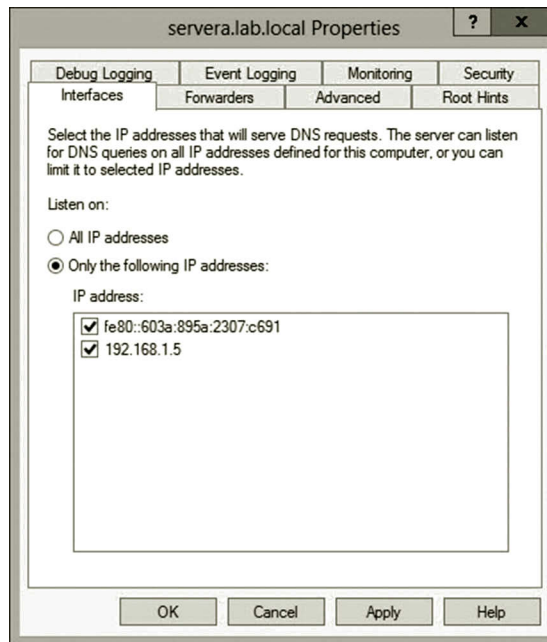 servera.lab.local Properties
?
x
Debug Logging
Event Logging
Monitoring
Security
Interfaces
Forwarders
Advanced
Root Hints
Select the IP addresses that will serve DNS requests. The server can listen
for DNS queries on all IP addresses defined for this computer, or you can
limit it to selected IP addresses.
Listen on:
All IP addresses
Only the following IP addresses:
IP address:
fe80::603a:895a:2307:c691
192.168.1.5
OK
Cancel
Apply
Help